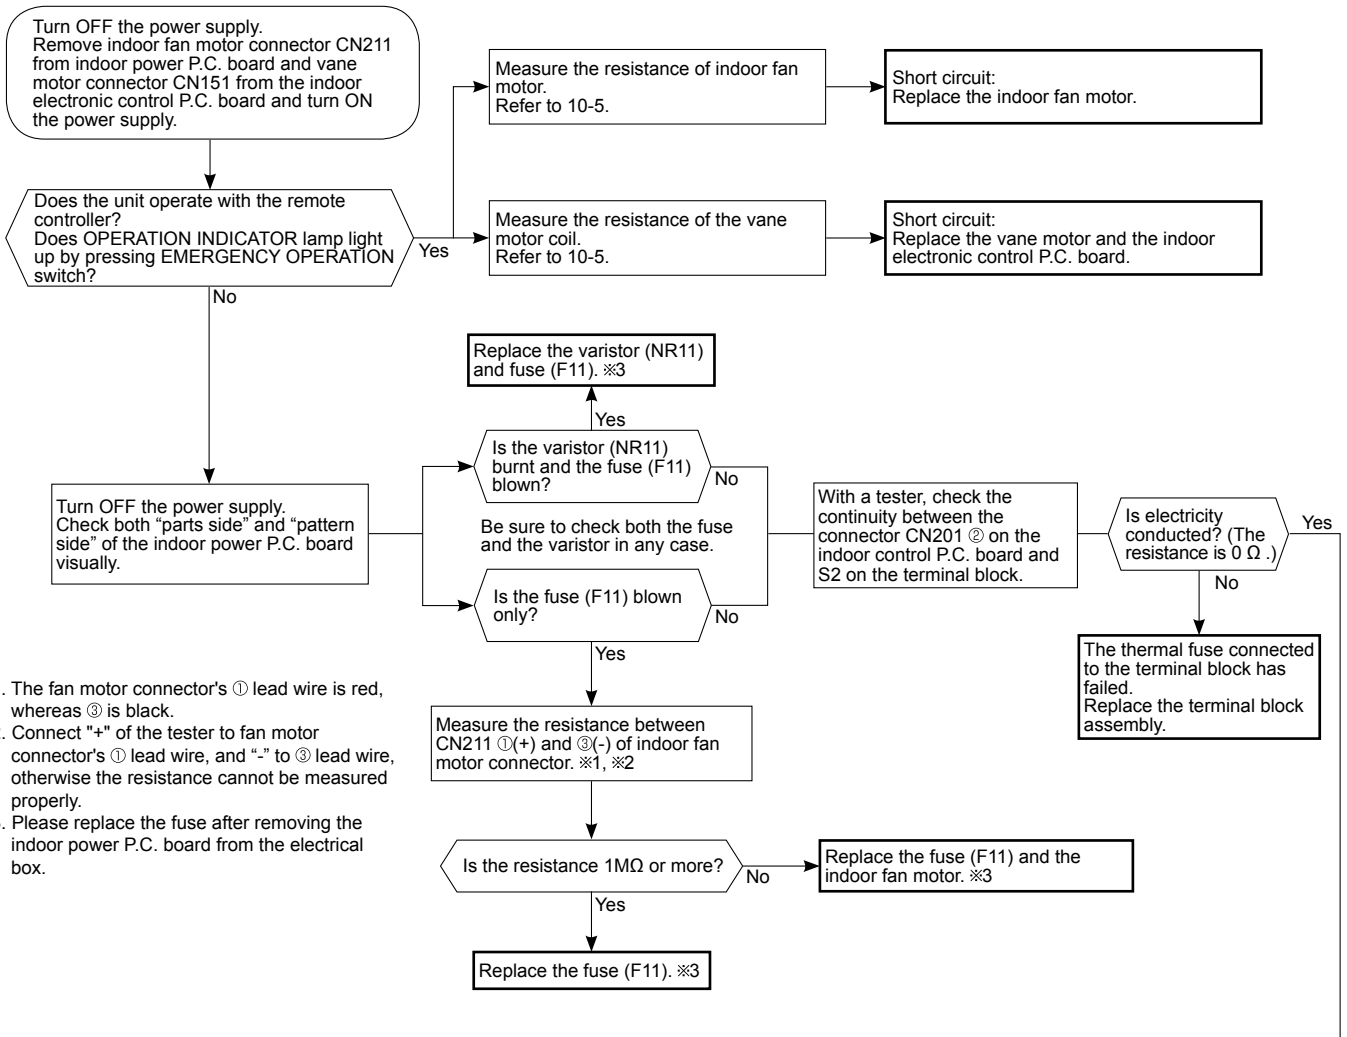 Turn OFF the power supply.
Remove indoor fan motor connector CN211
from indoor power P.C. board and vane
motor connector CN151 from the indoor
electronic control P.C. board and turn ON
the power supply.
Measure the resistance of indoor fan
motor.
Refer to 10-5.
Short circuit:
Replace the indoor fan motor.
Does the unit operate with the remote
controller?
Does OPERATION INDICATOR lamp light
up by pressing EMERGENCY OPERATION
switch?
Yes
Measure the resistance of the vane
motor coil.
Refer to 10-5.
Short circuit:
Replace the vane motor and the indoor
electronic control P.C. board.
No
Replace the varistor (NR11)
and fuse (F11). ※3
Yes
Is the varistor (NR11)
burnt and the fuse (F11)
blown?
No
Turn OFF the power supply.
Check both “parts side” and “pattern
side” of the indoor power P.C. board
visually.
Be sure to check both the fuse
and the varistor in any case.
With a tester, check the
continuity between the
connector CN201 ② on the
indoor control P.C. board and
S2 on the terminal block.
Is electricity
conducted? (The
resistance is 0 Ω .)
Yes
No
Is the fuse (F11) blown
only?
No
Yes
The thermal fuse connected
to the terminal block has
failed.
Replace the terminal block
assembly.
. The fan motor connector's ① lead wire is red,
whereas ③ is black.
. Connect "+" of the tester to fan motor
connector's ① lead wire, and “-” to ③ lead wire,
otherwise the resistance cannot be measured
properly.
. Please replace the fuse after removing the
indoor power P.C. board from the electrical
box.
Measure the resistance between
CN211 ①(+) and ③(-) of indoor fan
motor connector. ※1, ※2
Is the resistance 1MΩ or more?
No
Replace the fuse (F11) and the
indoor fan motor. ※3
Yes
Replace the fuse (F11). ※3